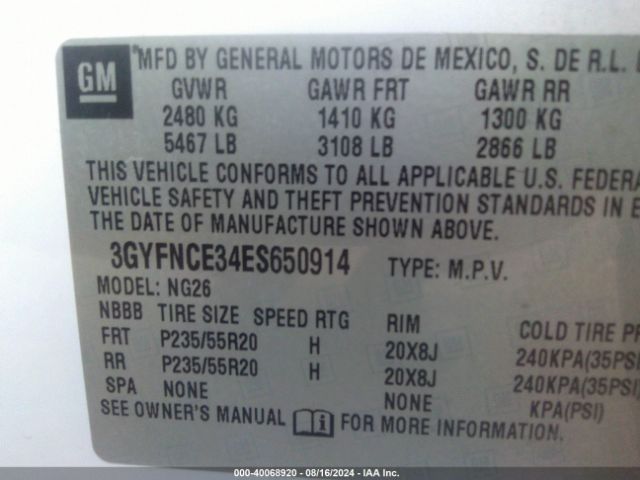 GM
MFD BY GENERAL MOTORS DE MEXICO, S. DE R.L.
GVWR GAWR FRT GAWR RR
2480 KG 1410 KG 1300 KG
5467 LB 3108 LB 2866 LB
THIS VEHICLE CONFORMS TO ALL APPLICABLE U.S. FEDERA
VEHICLE SAFETY AND THEFT PREVENTION STANDARDS IN E
THE DATE OF MANUFACTURE SHOWN ABOVE.
3GYFNCE34ES650914 TYPE: M.P.V.
MODEL: NG26
NBBB TIRE SIZE SPEED RTG RIM COLD TIRE PR
FRT P235/55R20 H 20X8J 240KPA(35PSI
RR P235/55R20 H 20X8J 240KPA(35PSI)
SPA NONE NONE KPA(PSI)
SEE OWNER'S MANUAL FOR MORE INFORMATION.
000-40068920 - 08/16/2024 - IAA Inc.